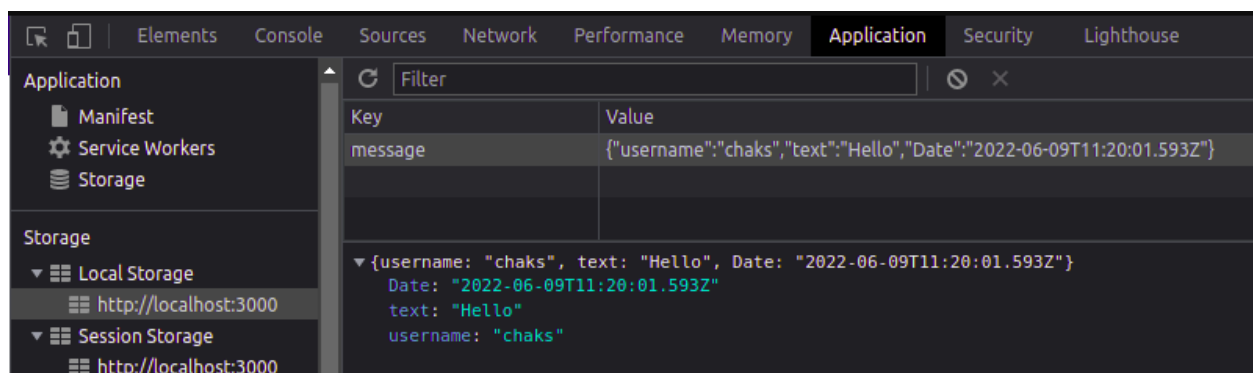 Elements Console Sources Network Performance Memory Application Security Lighthouse
Application
Manifest
Service Workers
Storage
Storage
Local Storage
http://localhost:3000
Session Storage
http://localhost:3000
Filter
Key Value
message {"username":"chaks","text":"Hello","Date":"2022-06-09T11:20:01.593Z"}
{username: "chaks", text: "Hello", Date: "2022-06-09T11:20:01.593Z"}
Date: "2022-06-09T11:20:01.593Z"
text: "Hello"
username: "chaks"